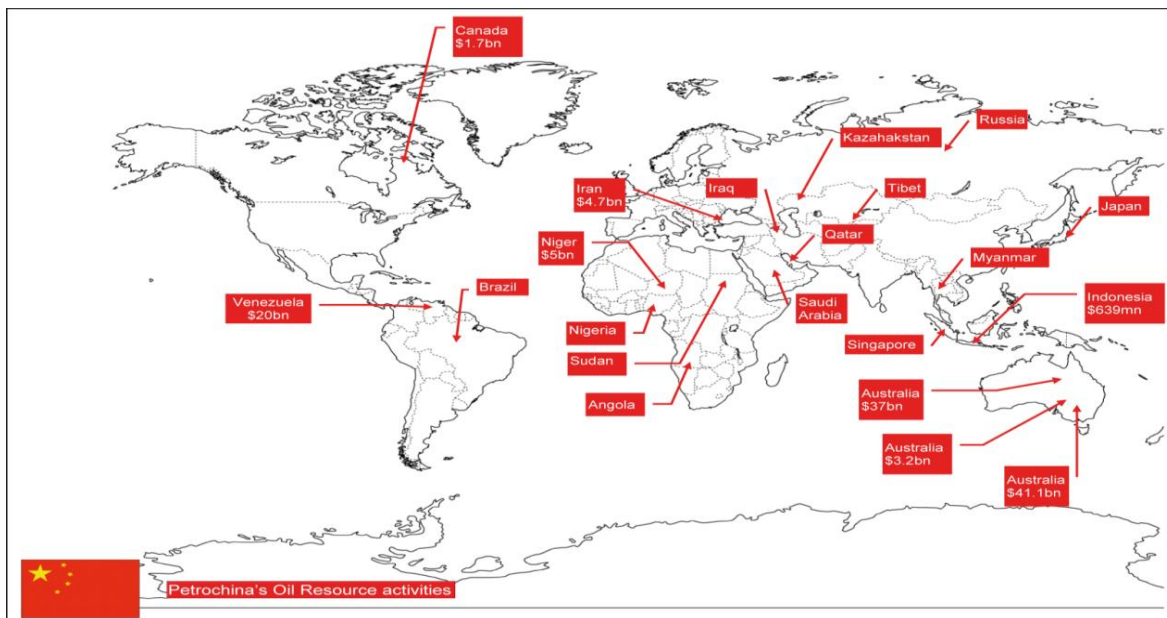 Canada
$1.7bn
Russia
Kazahakstan
Iran
$4.7bn
Iraq
Tibet
Japan
Niger
$5bn
Qatar
Myanmar
Venezuela
$20bn
Brazil
Nigeria
Saudi
Arabia
Indonesia
$639mn
Sudan
Singapore
Angola
Australia
$37bn
Australia
$3.2bn
Australia
$41.1bn
Petrochina's Oil Resource activities